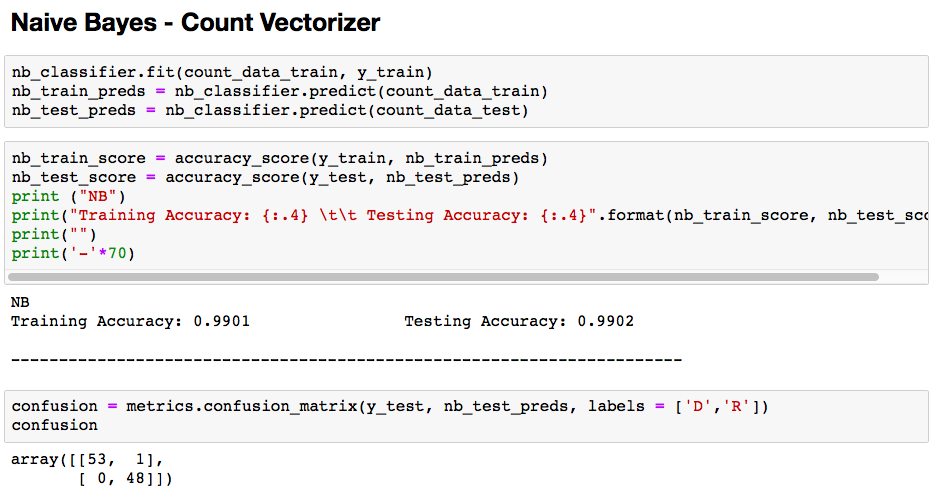 Naive Bayes - Count Vectorizer
nb_classifier.fit(count_data_train, y_train)
nb_train_preds = nb_classifier.predict(count_data_train)
nb_test_preds = nb_classifier.predict(count_data_test)
nb_train_score = accuracy_score(y_train, nb_train_preds)
nb_test_score = accuracy_score(y_test, nb_test_preds)
print ("NB")
print("Training Accuracy: {:.4} \t\t Testing Accuracy: {:.4}".format(nb_train_score, nb_test_sco
print("")
print('-'*70)
NB
Training Accuracy: 0.9901 Testing Accuracy: 0.9902
----------------------------------------------------------------------
confusion = metrics.confusion_matrix(y_test, nb_test_preds, labels = ['D','R'])
confusion
array([[53, 1],
[ 0, 48]])